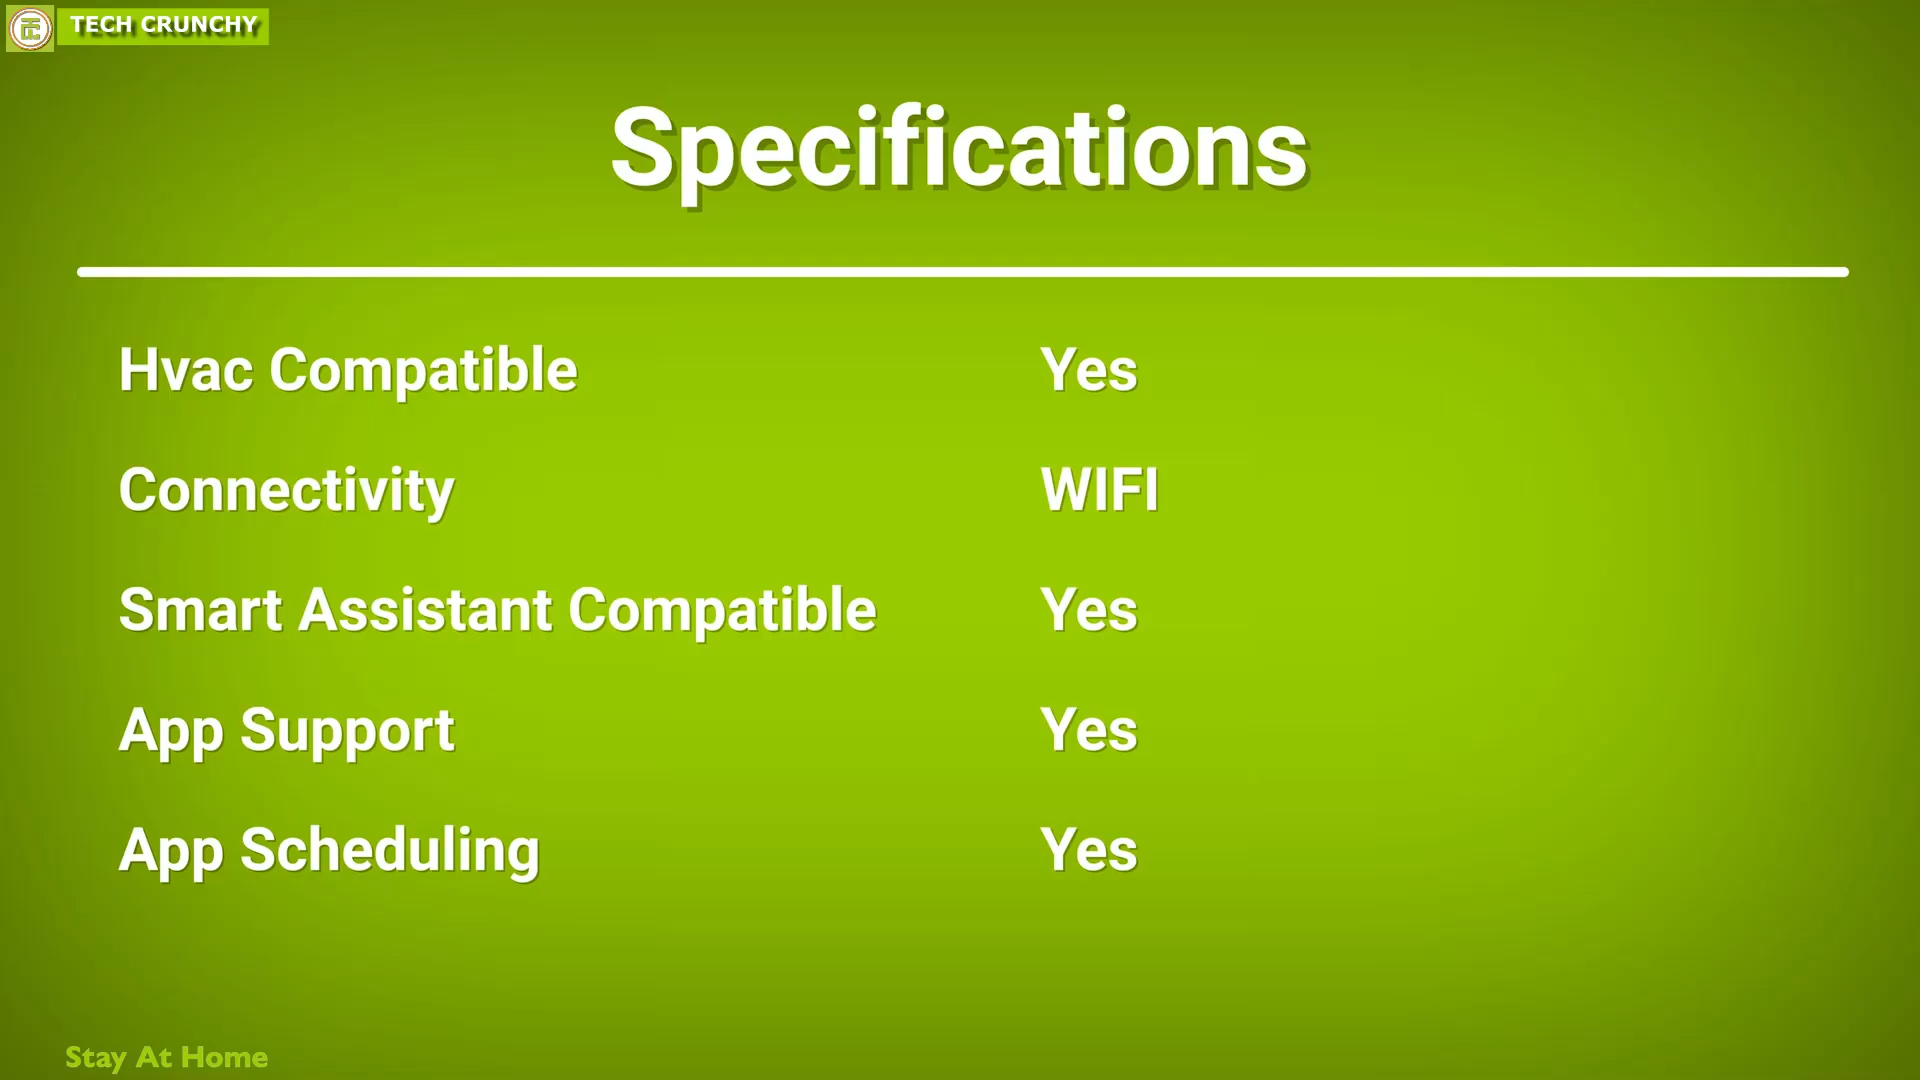 TECH CRUNCHY
Specifications
Hvac Compatible Yes
Connectivity WIFI
Smart Assistant Compatible Yes
App Support Yes
App Scheduling Yes
Stay At Home